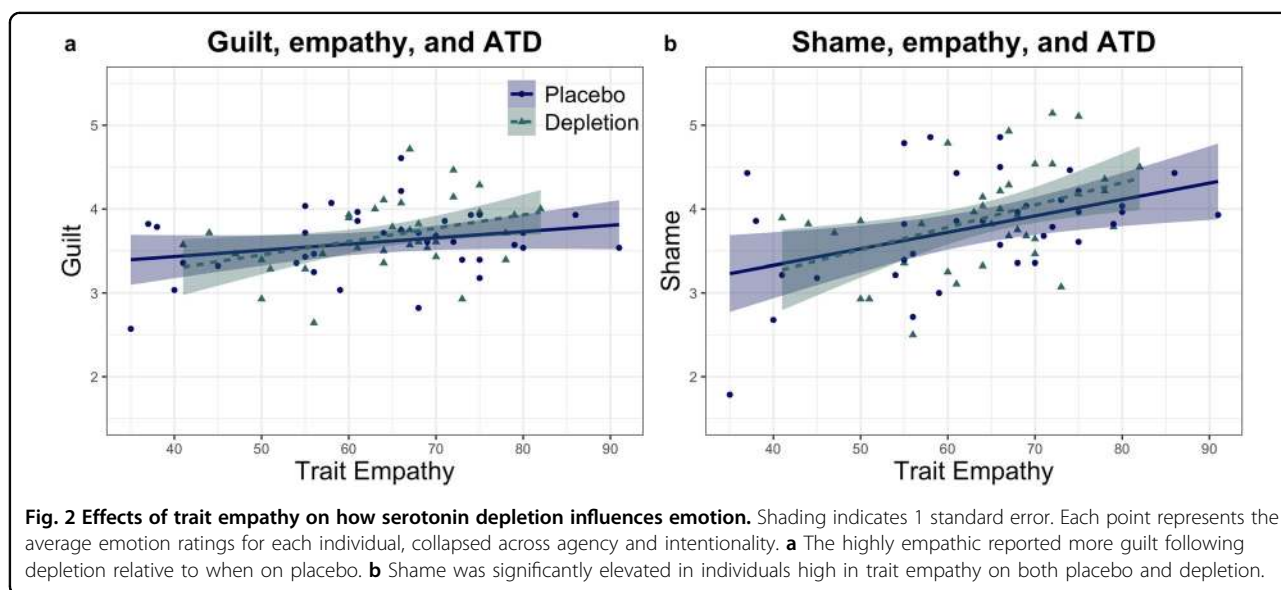 a Guilt, empathy, and ATD
Placebo
Depletion
Guilt
5
4
3
2
40 50 60 70 80 90
Trait Empathy
b Shame, empathy, and ATD
Shame
5
4
3
2
40 50 60 70 80 90
Trait Empathy
Fig. 2 Effects of trait empathy on how serotonin depletion influences emotion. Shading indicates 1 standard error. Each point represents the
average emotion ratings for each individual, collapsed across agency and intentionality. a The highly empathic reported more guilt following
depletion relative to when on placebo. b Shame was significantly elevated in individuals high in trait empathy on both placebo and depletion.